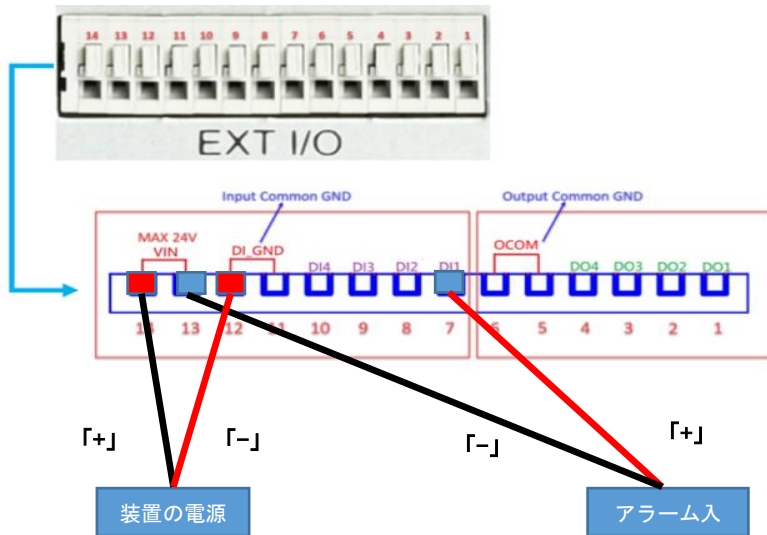 14 13 12 11 10 9 8 7 6 5 4 3 2 1
EXT I/O
Input Common GND
Output Common GND
MAX 24V
VIN
DI_GND
DI4 DI3 DI2 DI1
OCOM
DO4 DO3 DO2 DO1
14 13 12 11 10 9 8 7 6 5 4 3 2 1
「+」 「−」 「−」 「+」
装置の電源
アラーム入